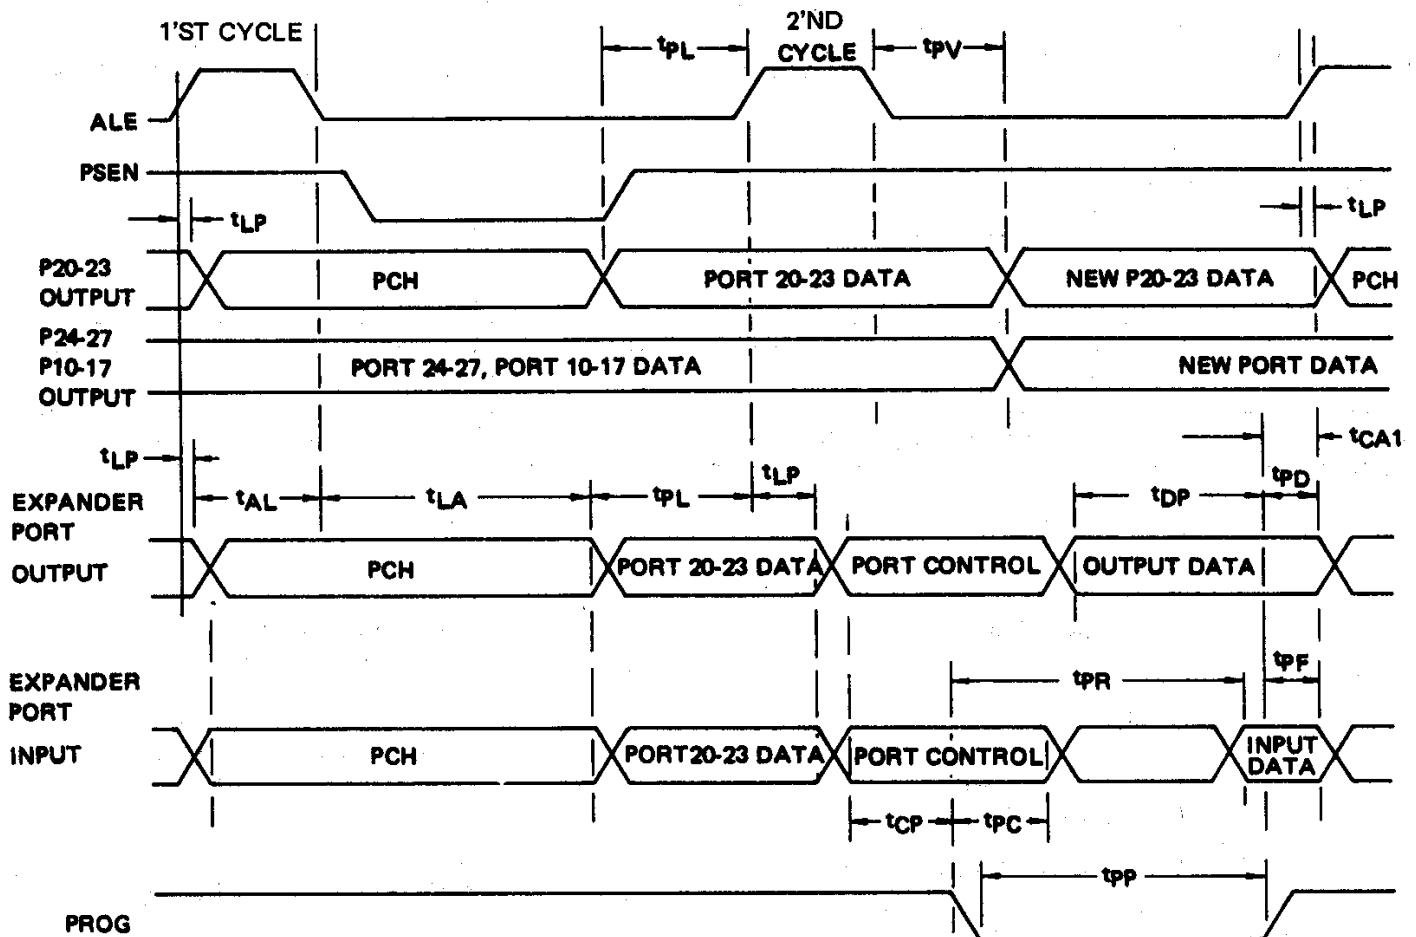 1'ST CYCLE
2'ND
CYCLE
tPL
tPV
ALE
PSEN
tLP
tLP
P20-23
OUTPUT
PCH
PORT 20-23 DATA
NEW P20-23 DATA
PCH
P24-27
P10-17
OUTPUT
PORT 24-27, PORT 10-17 DATA
NEW PORT DATA
tCA1
tLP
tAL
tLA
tPL
tLP
tDP
tPD
EXPANDER
PORT
OUTPUT
PCH
PORT 20-23 DATA
PORT CONTROL
OUTPUT DATA
tPR
tPF
EXPANDER
PORT
INPUT
PCH
PORT20-23 DATA
PORT CONTROL
INPUT
DATA
tCP
tPC
tPP
PROG